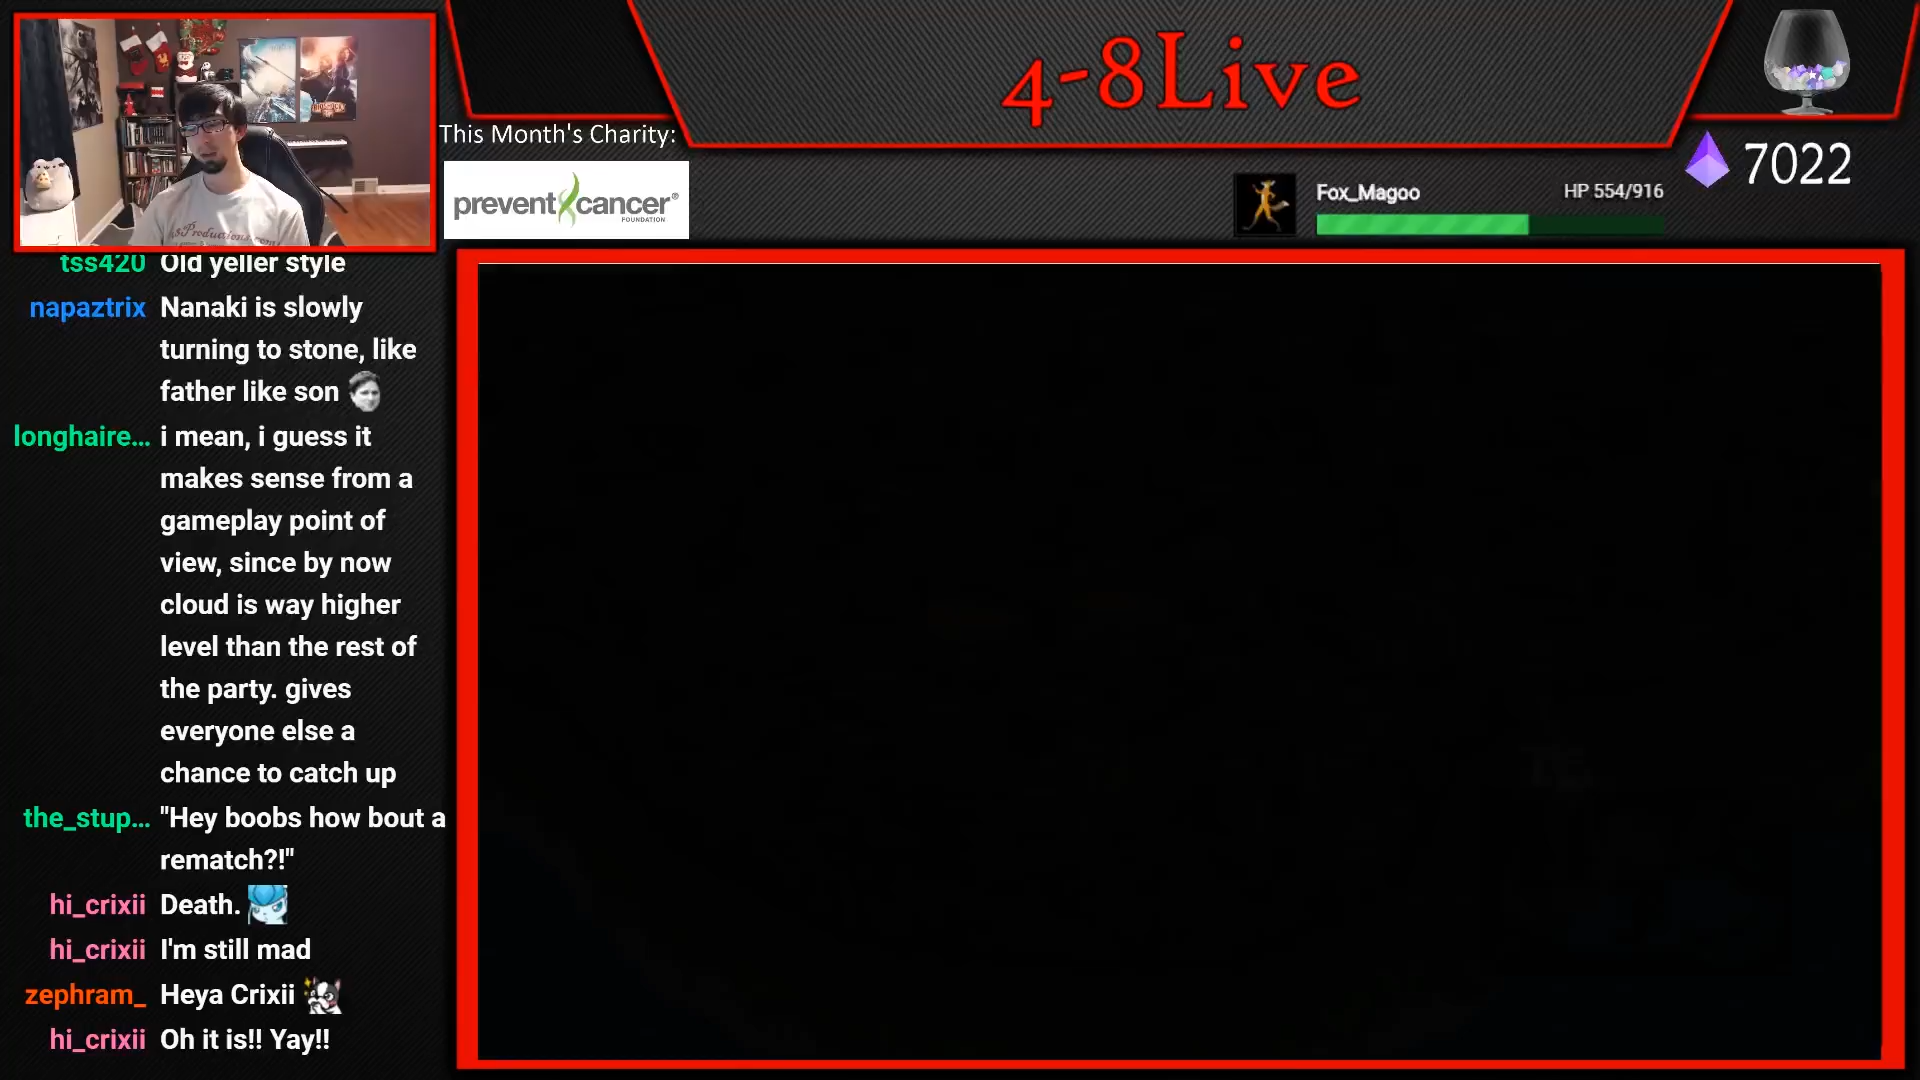 4-8Live
This Month's Charity:
prevent cancer®
FOUNDATION
Fox_Magoo
HP 554/916
7022
tss420 Old yeller style
napaztrix Nanaki is slowly
turning to stone, like
father like son
longhaire... i mean, i guess it
makes sense from a
gameplay point of
view, since by now
cloud is way higher
level than the rest of
the party. gives
everyone else a
chance to catch up
the_stup... "Hey boobs how bout a
rematch?!"
hi_crixii Death.
hi_crixii I'm still mad
zephram_ Heya Crixii
hi_crixii Oh it is!! Yay!!